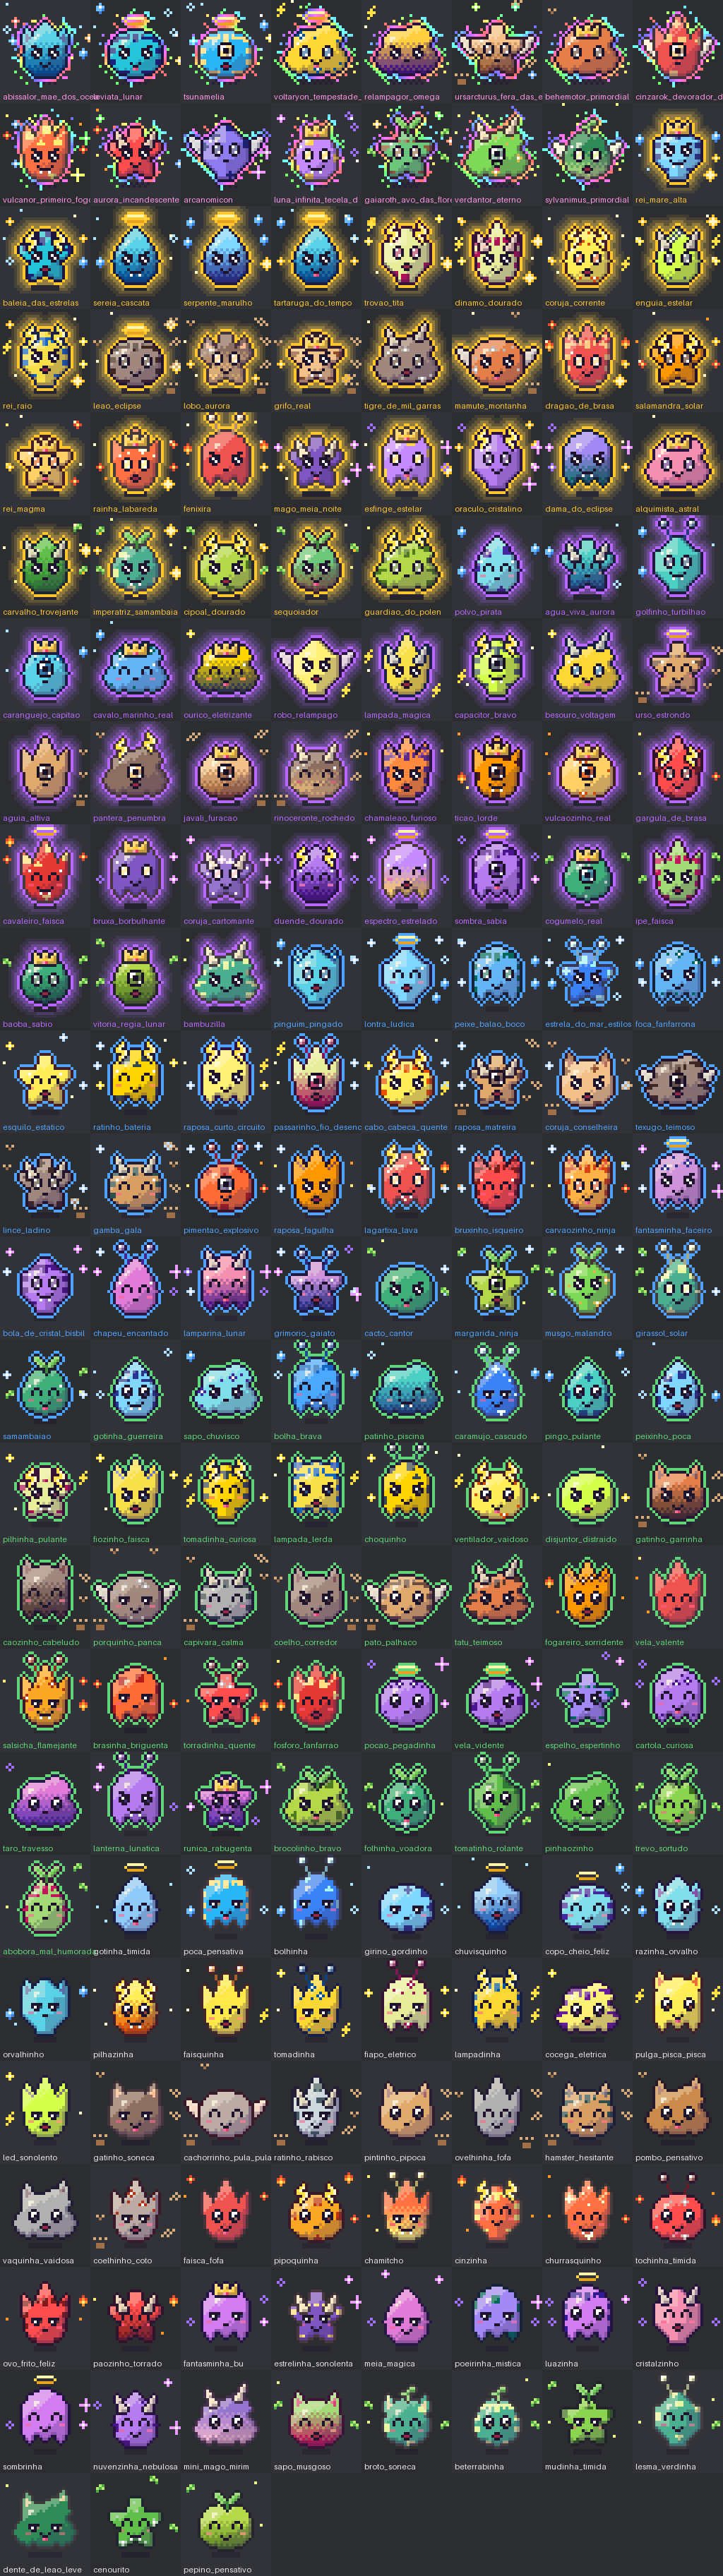 abissalor_mae_dos_ocea leviata_lunar tsunamelia voltaryon_tempestade_ relampagor_omega ursarcturus_fera_das_e behemotor_primordial cinzarok_devorador_d
vulcanor_primeiro_fogo aurora_incandescente arcanomicon luna_infinita_tecela_d gaiaroth_avo_das_flore verdantor_eterno sylvanimus_primordial rei_mare_alta
baleia_das_estrelas sereia_cascata serpente_marulho tartaruga_do_tempo trovao_tita dinamo_dourado coruja_corrente enguia_estelar
rei_raio leao_eclipse lobo_aurora grifo_real tigre_de_mil_garras mamute_montanha dragao_de_brasa salamandra_solar
rei_magma rainha_labareda fenixira mago_meia_noite esfinge_estelar oraculo_cristalino dama_do_eclipse alquimista_astral
carvalho_trovejante imperatriz_samambaia cipoal_dourado sequoiador guardiao_do_polen polvo_pirata agua_viva_aurora golfinho_turbilhao
caranguejo_capitao cavalo_marinho_real ourico_eletrizante robo_relampago lampada_magica capacitor_bravo besouro_voltagem urso_estrondo
aguia_altiva pantera_penumbra javali_furacao rinoceronte_rochedo chamaleao_furioso ticao_lorde vulcaozinho_real gargula_de_brasa
cavaleiro_faisca bruxa_borbulhante coruja_cartomante duende_dourado espectro_estrelado sombra_sabia cogumelo_real ipe_faisca
baoba_sabio vitoria_regia_lunar bambuzilla pinguim_pingado lontra_ludica peixe_balao_boco estrela_do_mar_estilos foca_fanfarrona
esquilo_estatico ratinho_bateria raposa_curto_circuito passarinho_fio_desenc cabo_cabeca_quente raposa_matreira coruja_conselheira texugo_teimoso
lince_ladino gamba_gala pimentao_explosivo raposa_fagulha lagartixa_lava bruxinho_isqueiro carvaozinho_ninja fantasminha_faceiro
bola_de_cristal_bisbil chapeu_encantado lamparina_lunar grimorio_gaiato cacto_cantor margarida_ninja musgo_malandro girassol_solar
samambaiao gotinha_guerreira sapo_chuvisco bolha_brava patinho_piscina caramujo_cascudo pingo_pulante peixinho_poca
pilhinha_pulante fiozinho_faisca tomadinha_curiosa lampada_lerda choquinho ventilador_vaidoso disjuntor_distraido gatinho_garrinha
caozinho_cabeludo porquinho_panca capivara_calma coelho_corredor pato_palhaco tatu_teimoso fogareiro_sorridente vela_valente
salsicha_flamejante brasinha_briguenta torradinha_quente fosforo_fanfarrao pocao_pegadinha vela_vidente espelho_espertinho cartola_curiosa
taro_travesso lanterna_lunatica runica_rabugenta brocolinho_bravo folhinha_voadora tomatinho_rolante pinhaozinho trevo_sortudo
abobora_mal_humorada gotinha_timida poca_pensativa bolhinha girino_gordinho chuvisquinho copo_cheio_feliz razinha_orvalho
orvalhinho pilhazinha faisquinha tomadinha fiapo_eletrico lampadinha cocega_eletrica pulga_pisca_pisca
led_sonolento gatinho_soneca cachorrinho_pula_pula ratinho_rabisco pintinho_pipoca ovelhinha_fofa hamster_hesitante pombo_pensativo
vaquinha_vaidosa coelhinho_coto faisca_fofa pipoquinha chamitcho cinzinha churrasquinho tochinha_timida
ovo_frito_feliz paozinho_torrado fantasminha_bu estrelinha_sonolenta meia_magica poeirinha_mistica luazinha cristalzinho
sombrinha nuvenzinha_nebulosa mini_mago_mirim sapo_musgoso broto_soneca beterrabinha mudinha_timida lesma_verdinha
dente_de_leao_leve cenourito pepino_pensativo